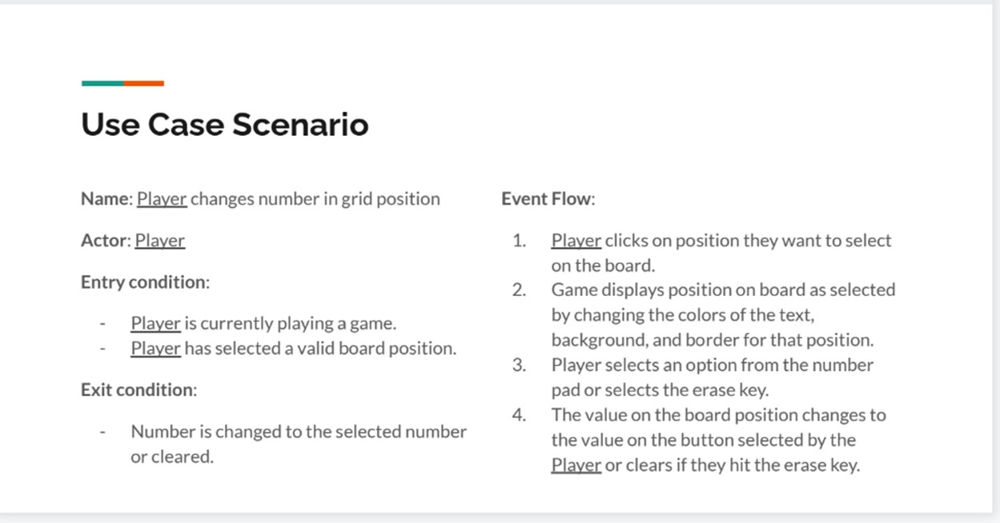 Use Case Scenario
Name: Player changes number in grid position
Actor: Player
Entry condition:
- Player is currently playing a game.
- Player has selected a valid board position.
Exit condition:
- Number is changed to the selected number
or cleared.
Event Flow:
1. Player clicks on position they want to select
on the board.
2. Game displays position on board as selected
by changing the colors of the text,
background, and border for that position.
3. Player selects an option from the number
pad or selects the erase key.
4. The value on the board position changes to
the value on the button selected by the
Player or clears if they hit the erase key.